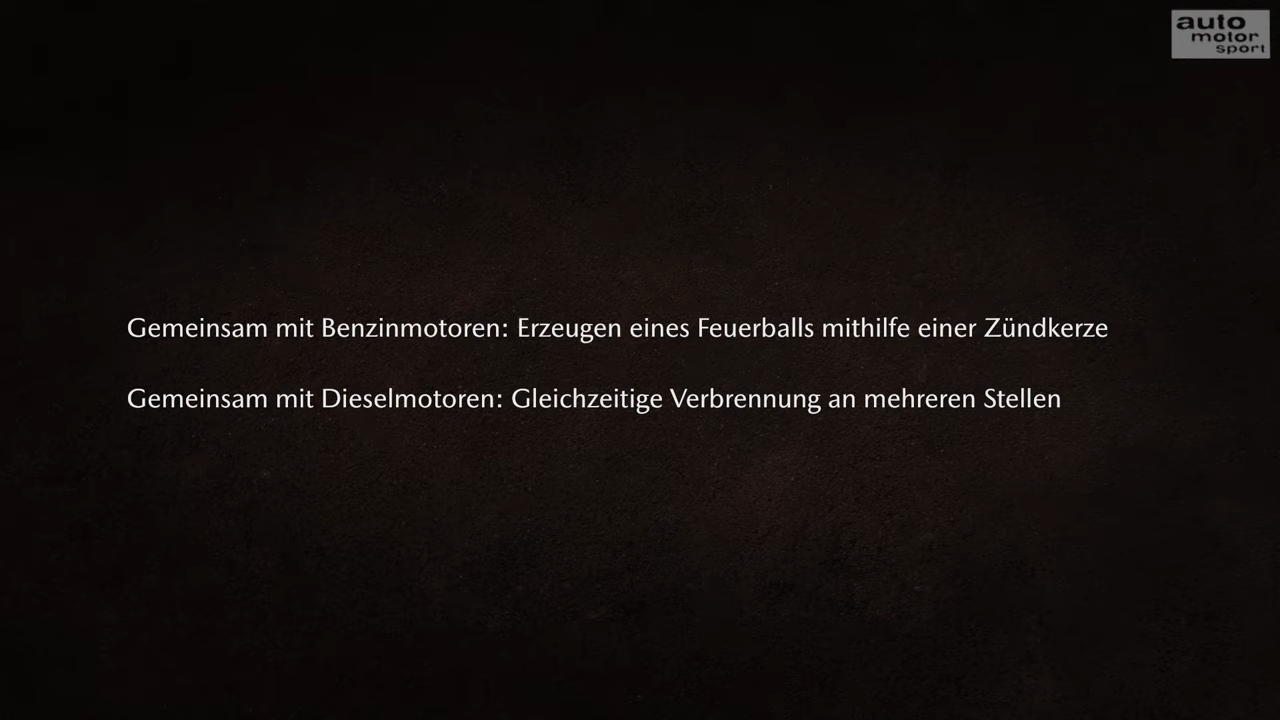 auto
motor
sport
Gemeinsam mit Benzinmotoren: Erzeugen eines Feuerballs mithilfe einer Zündkerze
Gemeinsam mit Dieselmotoren: Gleichzeitige Verbrennung an mehreren Stellen